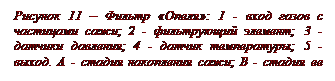 Рисунок 11 – Фильтр «Опели»: 1 - вход газов с
частицами сажи; 2 - фильтрующий элемент; 3 -
датчики давления; 4 - датчик температуры; 5 -
выход. А - стадия накопления сажи; В - стадия ее